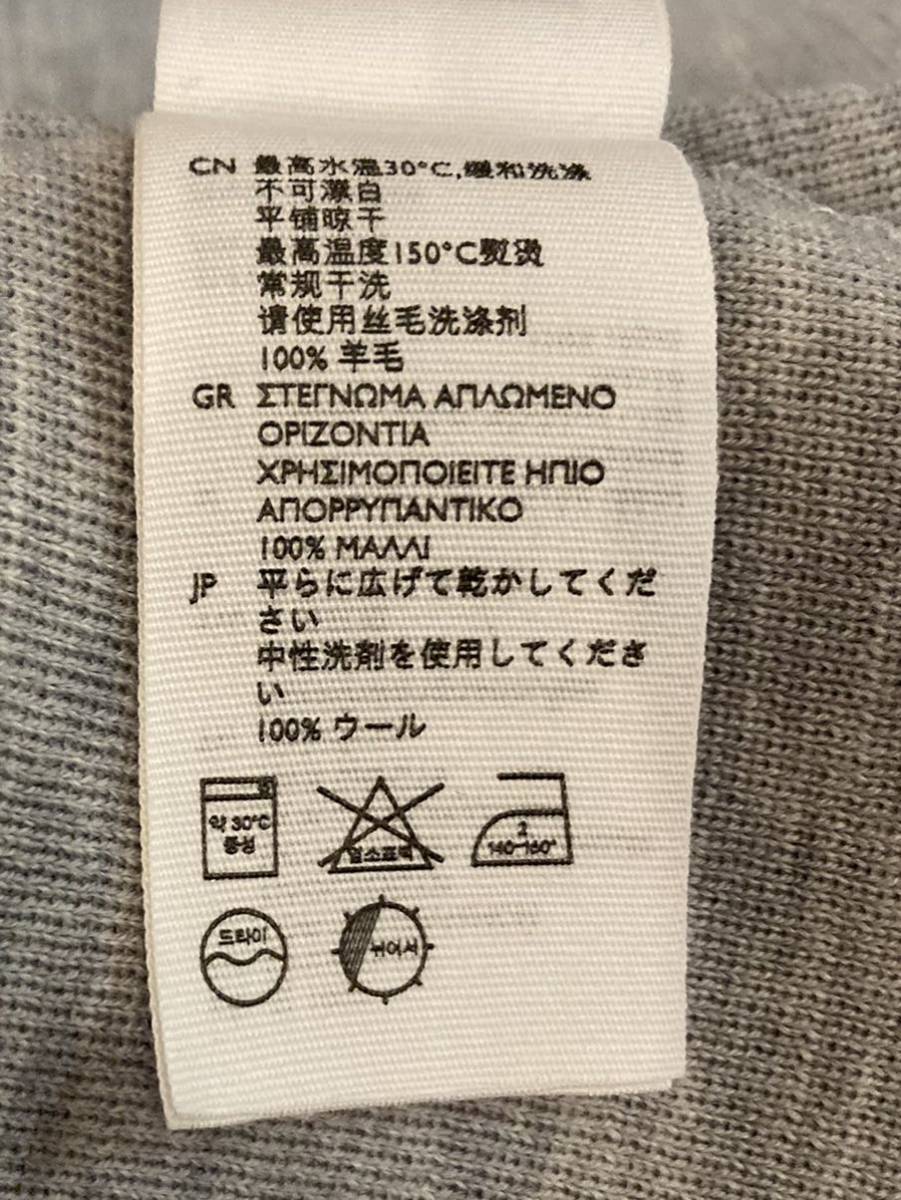 CN 最高水温30°C,缓和洗涤
不可漂白
平铺晾干
最高温度150°C熨烫
常规干洗
请使用丝毛洗涤剂
100% 羊毛
GR ΣΤΕΓΝΩΜΑ ΑΠΛΩΜΕΝΟ
ΟΡΙΖΟΝΤΙΑ
ΧΡΗΣΙΜΟΠΟΙΕΙΤΕ ΗΠΙΟ
ΑΠΟΡΡΥΠΑΝΤΙΚΟ
100% ΜΑΛΛΙ
JP 平らに広げて乾かしてくだ
さい
中性洗剤を使用してくださ
い
100% ウール
약 30°C
중성
염소표백
2
140~160°
드라이
뉘어서